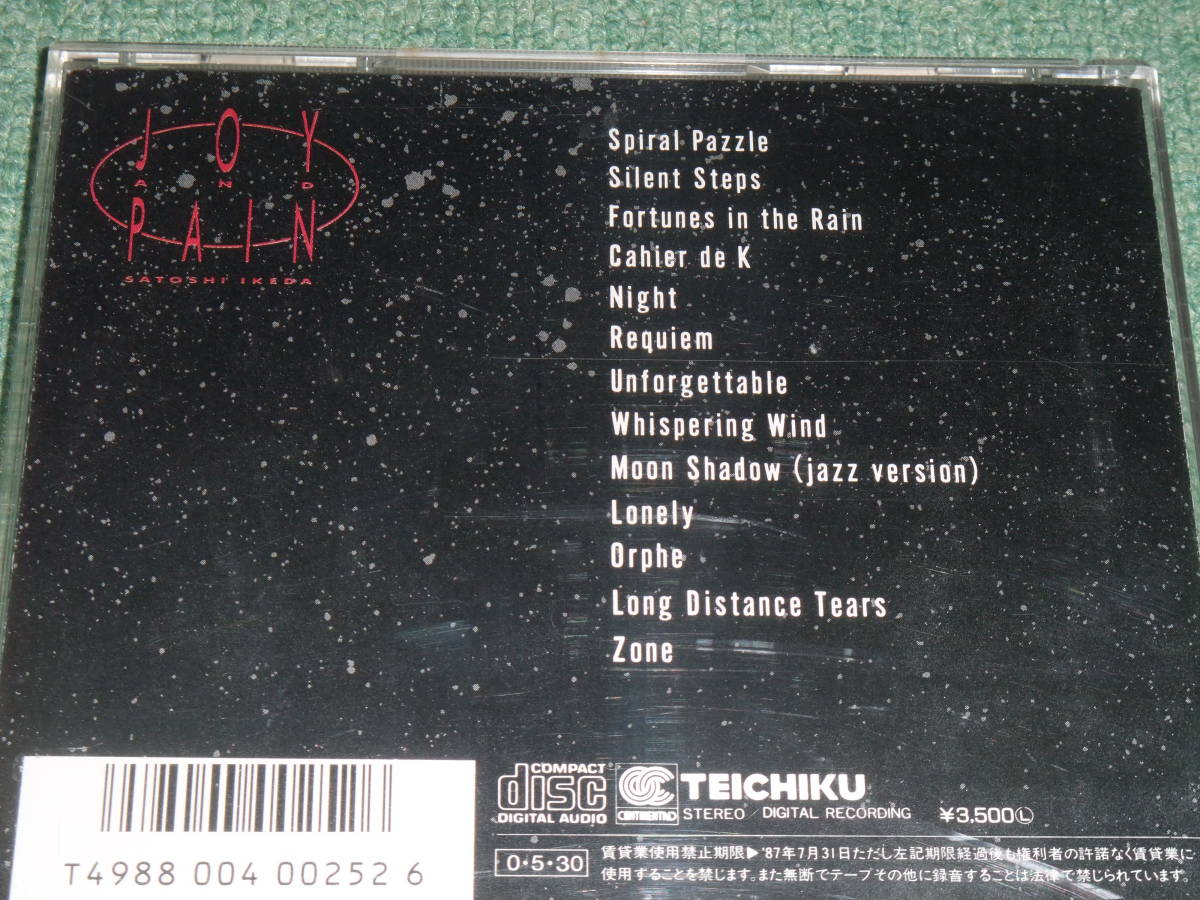 JOY
AND
PAIN
SATOSHI IKEDA
Spiral Pazzle
Silent Steps
Fortunes in the Rain
Cahier de K
Night
Requiem
Unforgettable
Whispering Wind
Moon Shadow (jazz version)
Lonely
Orphe
Long Distance Tears
Zone
COMPACT
disc
DIGITAL AUDIO
CONTINENTAL
TEICHIKU
STEREO / DIGITAL RECORDING
¥3,500Ⓛ
0·5·30
賃貸業使用禁止期限▶'87年7月31日ただし左記期限経過後も権利者の許諾なく賃貸業に
使用することを禁じます。また無断でテープその他に録音することは法律で禁じられています。
T4988 004 00252 6